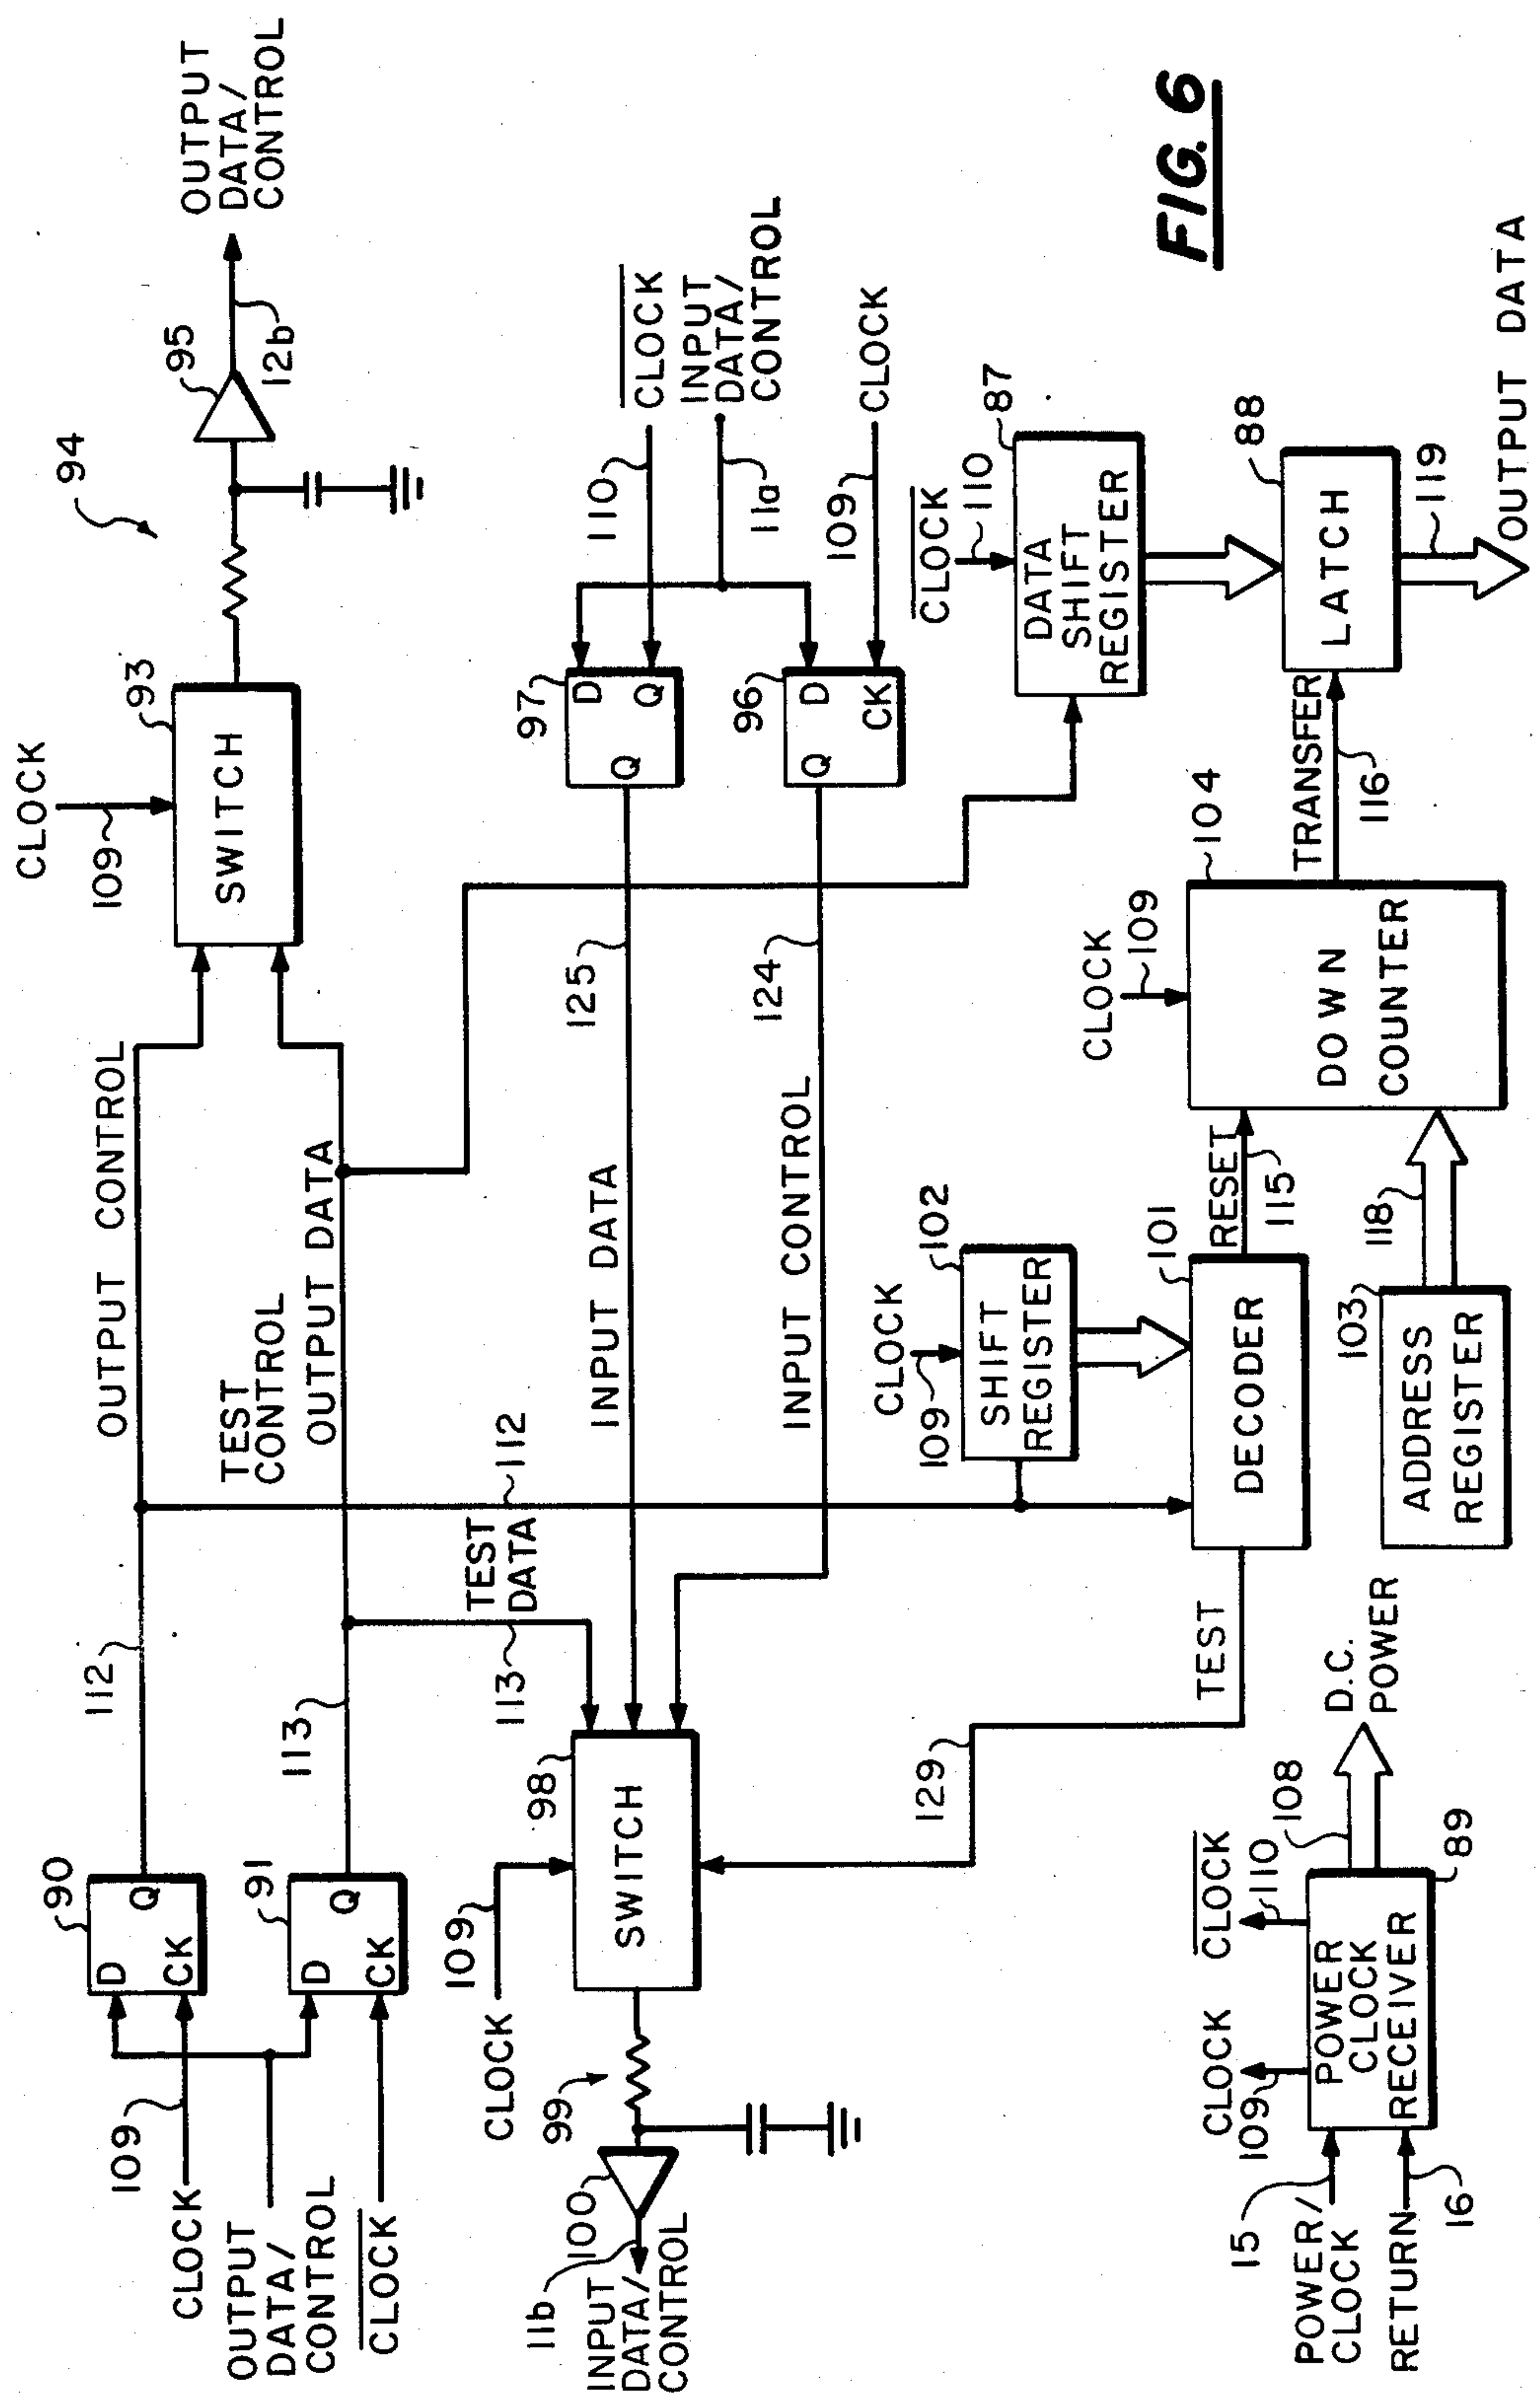 90
D
Q
CK
109
CLOCK
OUTPUT
DATA/
CONTROL
91
D
Q
CK
CLOCK
112
OUTPUT CONTROL
113
TEST
CONTROL
OUTPUT DATA
CLOCK
109
93
SWITCH
94
95
12b
OUTPUT
DATA/
CONTROL
112
TEST
DATA
113
109
CLOCK
98
SWITCH
99
100
11b
INPUT
DATA/
CONTROL
INPUT DATA
125
97
D
Q
Q
110
CLOCK
INPUT
DATA/
CONTROL
11a
INPUT CONTROL
124
96
D
Q
CK
109
CLOCK
129
TEST
CLOCK
109
102
SHIFT
REGISTER
101
DECODER
RESET
115
CLOCK
109
104
DOWN
COUNTER
TRANSFER
116
CLOCK
110
87
DATA
SHIFT
REGISTER
88
LATCH
119
OUTPUT DATA
103
ADDRESS
REGISTER
118
CLOCK
109
CLOCK
110
108
D.C.
POWER
89
POWER
CLOCK
RECEIVER
15
POWER/
CLOCK
RETURN
16
FIG. 6